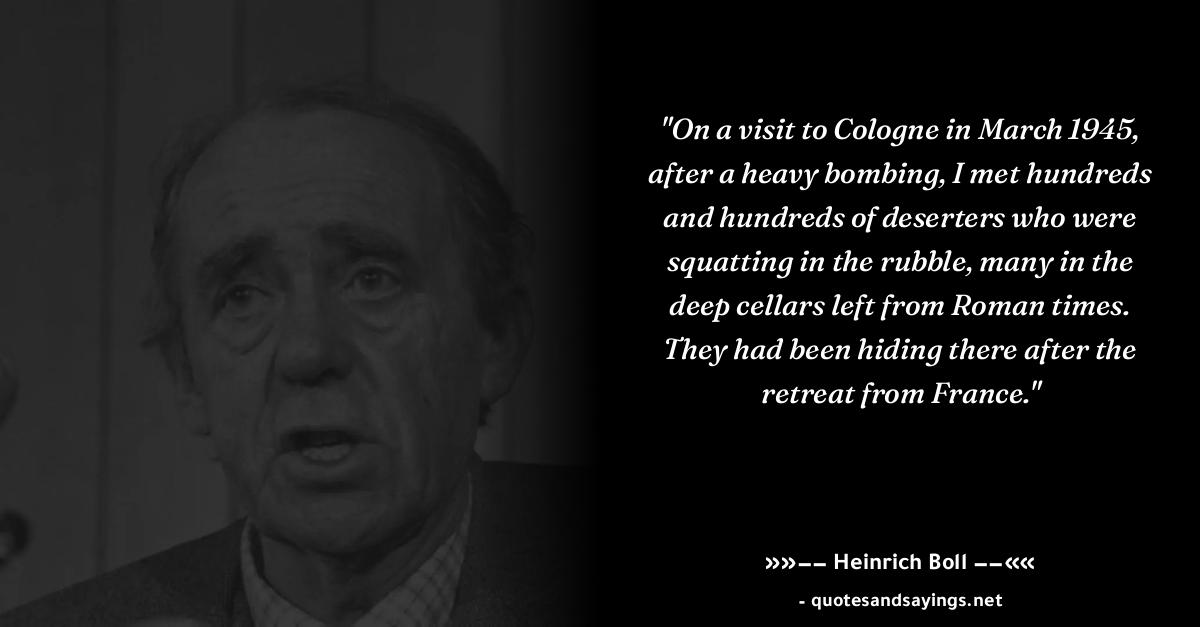 "On a visit to Cologne in March 1945,
after a heavy bombing, I met hundreds
and hundreds of deserters who were
squatting in the rubble, many in the
deep cellars left from Roman times.
They had been hiding there after the
retreat from France."
»»−− Heinrich Boll −−««
- quotesandsayings.net